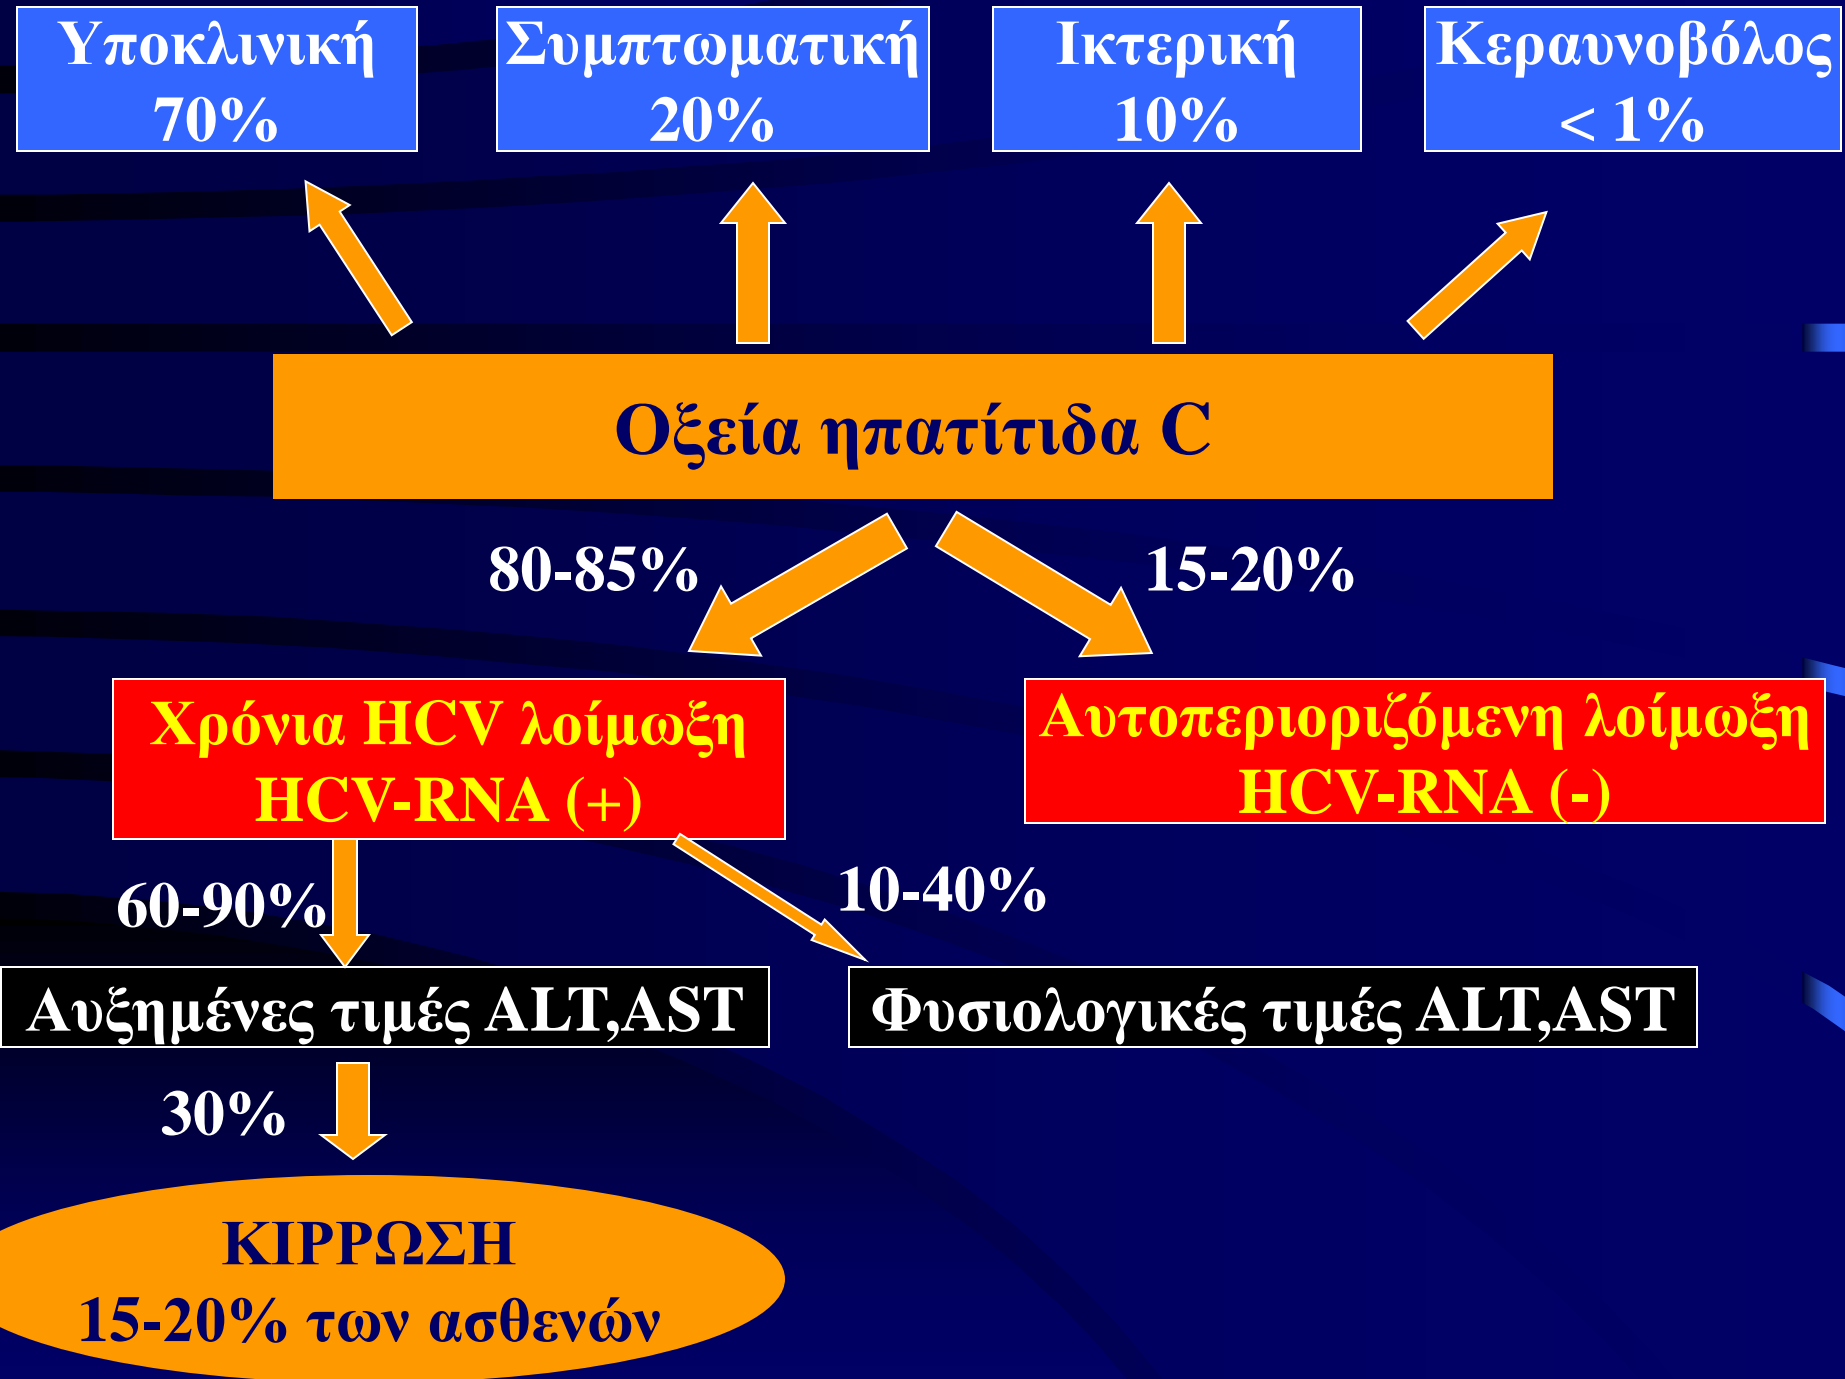 Υποκλινική
70%
Συμπτωματική
20%
Ικτερική
10%
Κεραυνοβόλος
< 1%
Οξεία ηπατίτιδα C
80-85%
15-20%
Χρόνια HCV λοίμωξη
HCV-RNA (+)
Αυτοπεριοριζόμενη λοίμωξη
HCV-RNA (-)
60-90%
10-40%
Αυξημένες τιμές ALT,AST
Φυσιολογικές τιμές ALT,AST
30%
ΚΙΡΡΩΣΗ
15-20% των ασθενών